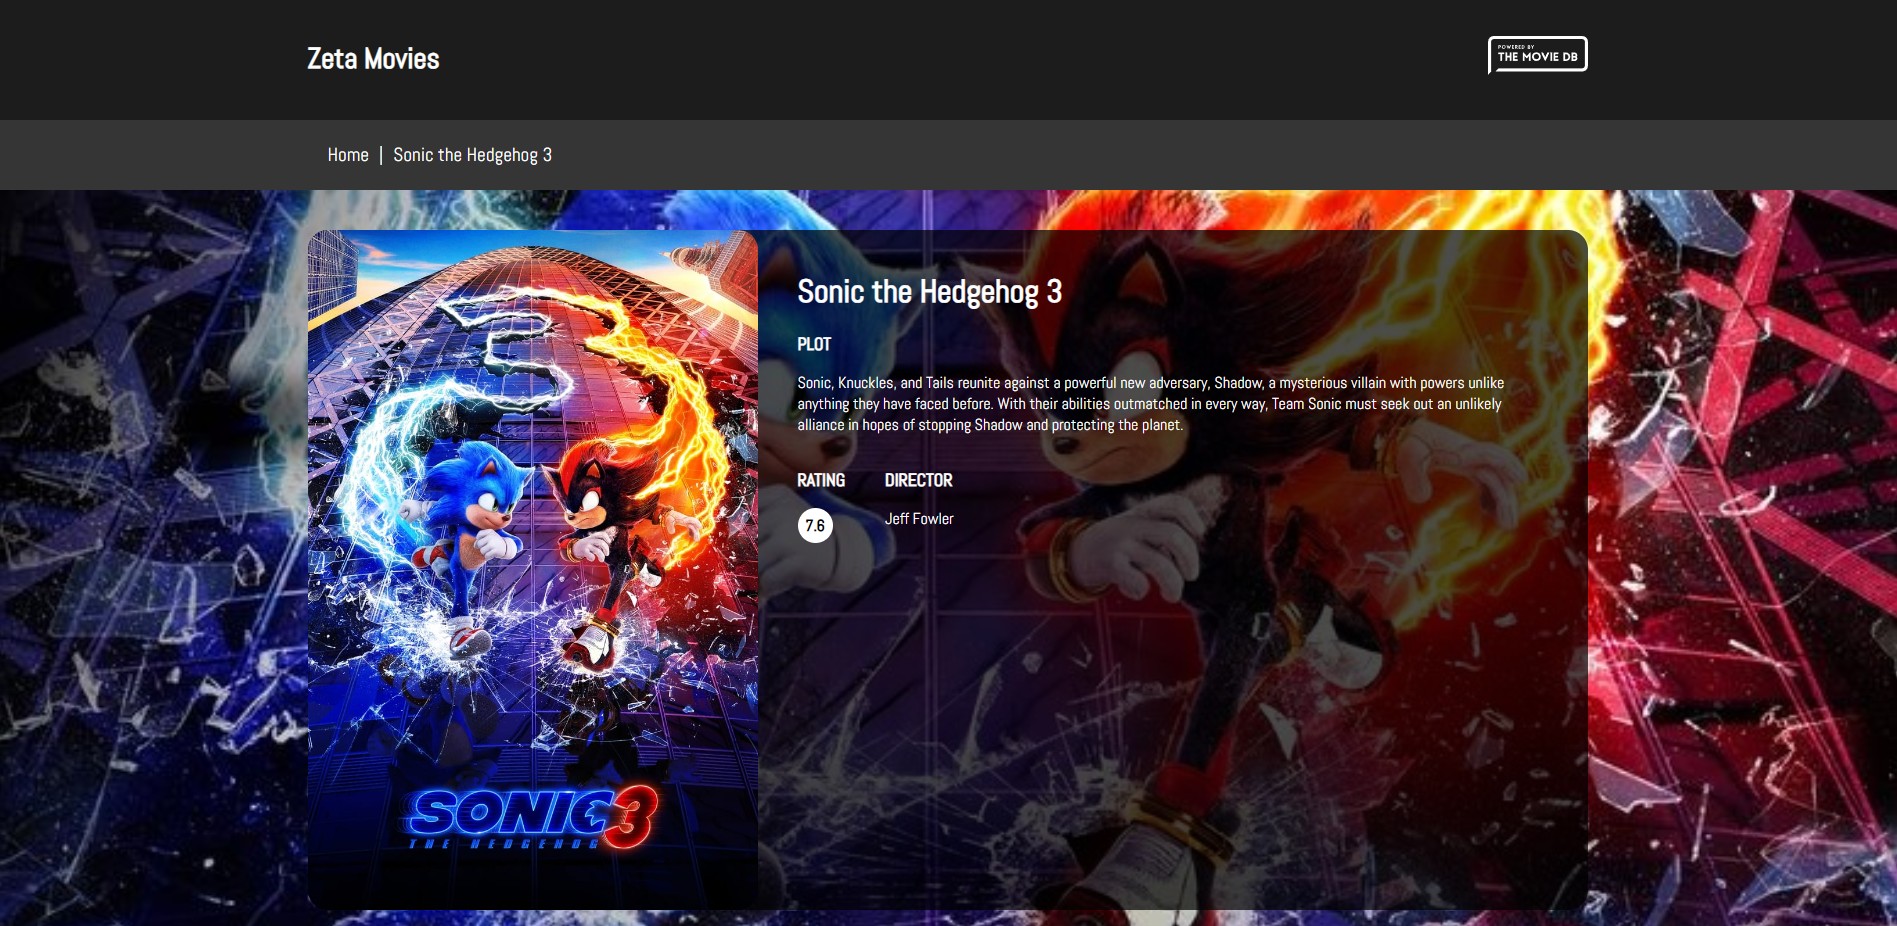 Zeta Movies
POWERED BY
THE MOVIE DB
Home | Sonic the Hedgehog 3
Sonic the Hedgehog 3
PLOT
Sonic, Knuckles, and Tails reunite against a powerful new adversary, Shadow, a mysterious villain with powers unlike
anything they have faced before. With their abilities outmatched in every way, Team Sonic must seek out an unlikely
alliance in hopes of stopping Shadow and protecting the planet.
RATING DIRECTOR
7.6 Jeff Fowler
SONIC 3
THE HEDGEHOG